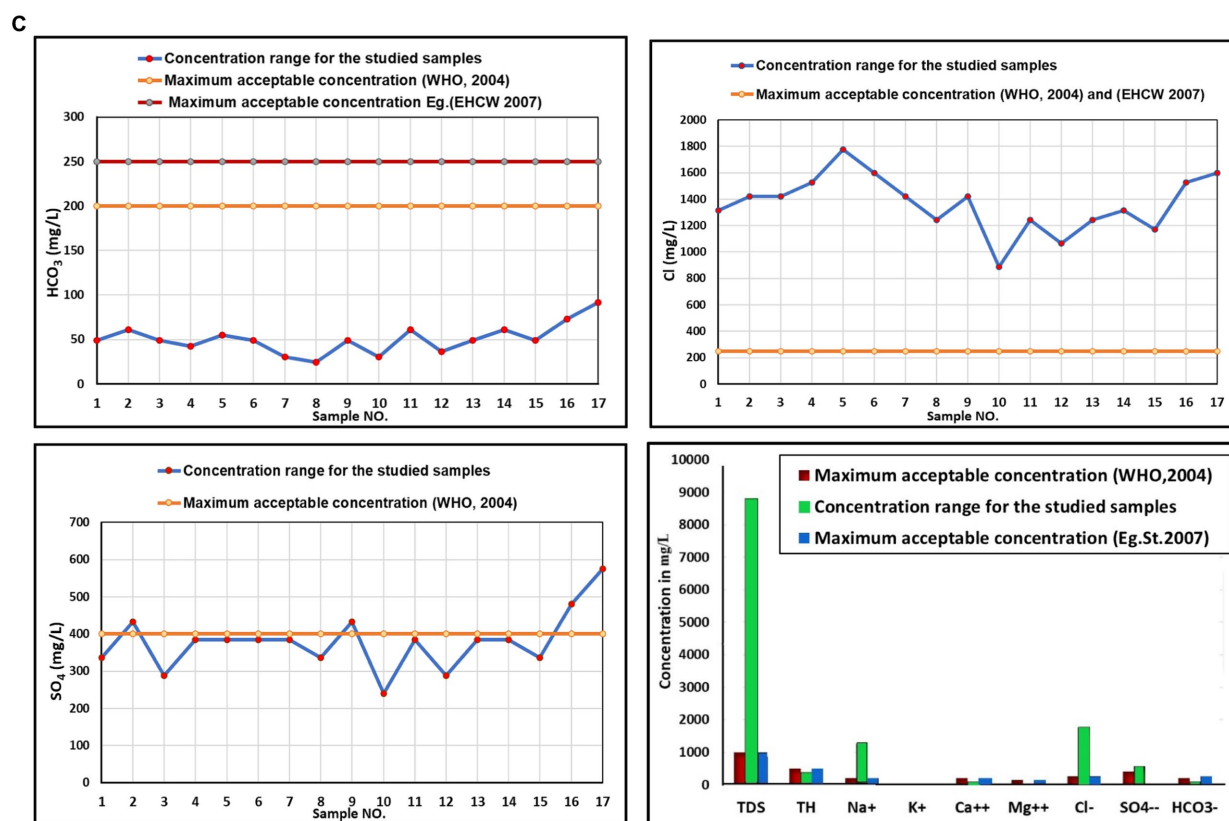 C
Concentration range for the studied samples
Maximum acceptable concentration (WHO, 2004)
Maximum acceptable concentration Eg.(EHCW 2007)
HCO3 (mg/L)
300
250
200
150
100
50
0
1 2 3 4 5 6 7 8 9 10 11 12 13 14 15 16 17
Sample NO.
Concentration range for the studied samples
Maximum acceptable concentration (WHO, 2004) and (EHCW 2007)
Cl (mg/L)
2000
1800
1600
1400
1200
1000
800
600
400
200
0
1 2 3 4 5 6 7 8 9 10 11 12 13 14 15 16 17
Sample NO.
Concentration range for the studied samples
Maximum acceptable concentration (WHO, 2004)
SO4 (mg/L)
700
600
500
400
300
200
100
0
1 2 3 4 5 6 7 8 9 10 11 12 13 14 15 16 17
Sample NO.
Maximum acceptable concentration (WHO,2004)
Concentration range for the studied samples
Maximum acceptable concentration (Eg.St.2007)
Concentration in mg/L
10000
9000
8000
7000
6000
5000
4000
3000
2000
1000
0
TDS TH Na+ K+ Ca++ Mg++ Cl- SO4-- HCO3-